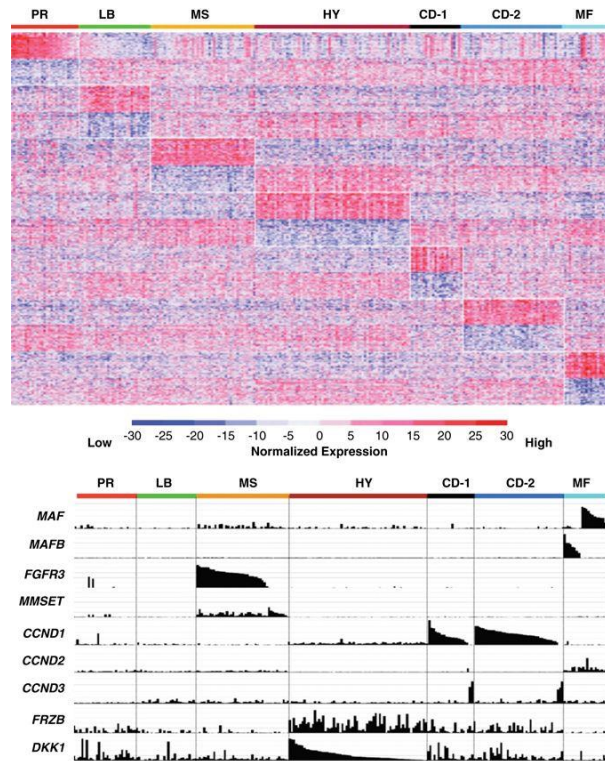 PR LB MS HY CD-1 CD-2 MF
-30 -25 -20 -15 -10 -5 0 5 10 15 20 25 30
Low Normalized Expression High
PR LB MS HY CD-1 CD-2 MF
MAF
MAFB
FGFR3
MMSET
CCND1
CCND2
CCND3
FRZB
DKK1